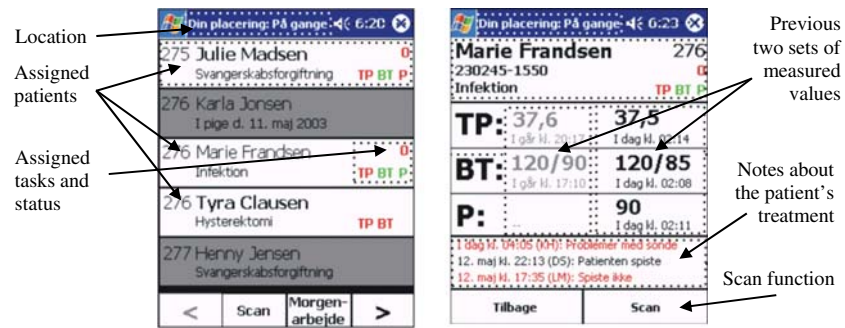 Location
Assigned
patients
Assigned
tasks and
status
Din placering: På gange 6:20
275 Julie Madsen 0
Svangerskabsforgiftning TP BT P
276 Karla Jonsen
I pige d. 11. maj 2003
276 Marie Frandsen 0
Infektion TP BT P
276 Tyra Clausen
Hysterektomi TP BT
277 Henny Jensen
Svangerskabsforgiftning
< Scan Morgen-
arbejde >
Din placering: På gange 6:23
Marie Frandsen 276
230245-1550 0
Infektion TP BT P
TP: 37,6 37,5
I går kl. 20:17 I dag kl. 02:14
BT: 120/90 120/85
I går kl. 17:10 I dag kl. 02:08
P: -- 90
I dag kl. 02:11
I dag kl. 04:05 (KH): Problemer med sonde
12. maj kl. 22:13 (DS): Patienten spiste
12. maj kl. 17:35 (LM): Spiste ikke
Tilbage Scan
Previous
two sets of
measured
values
Notes about
the patient's
treatment
Scan function